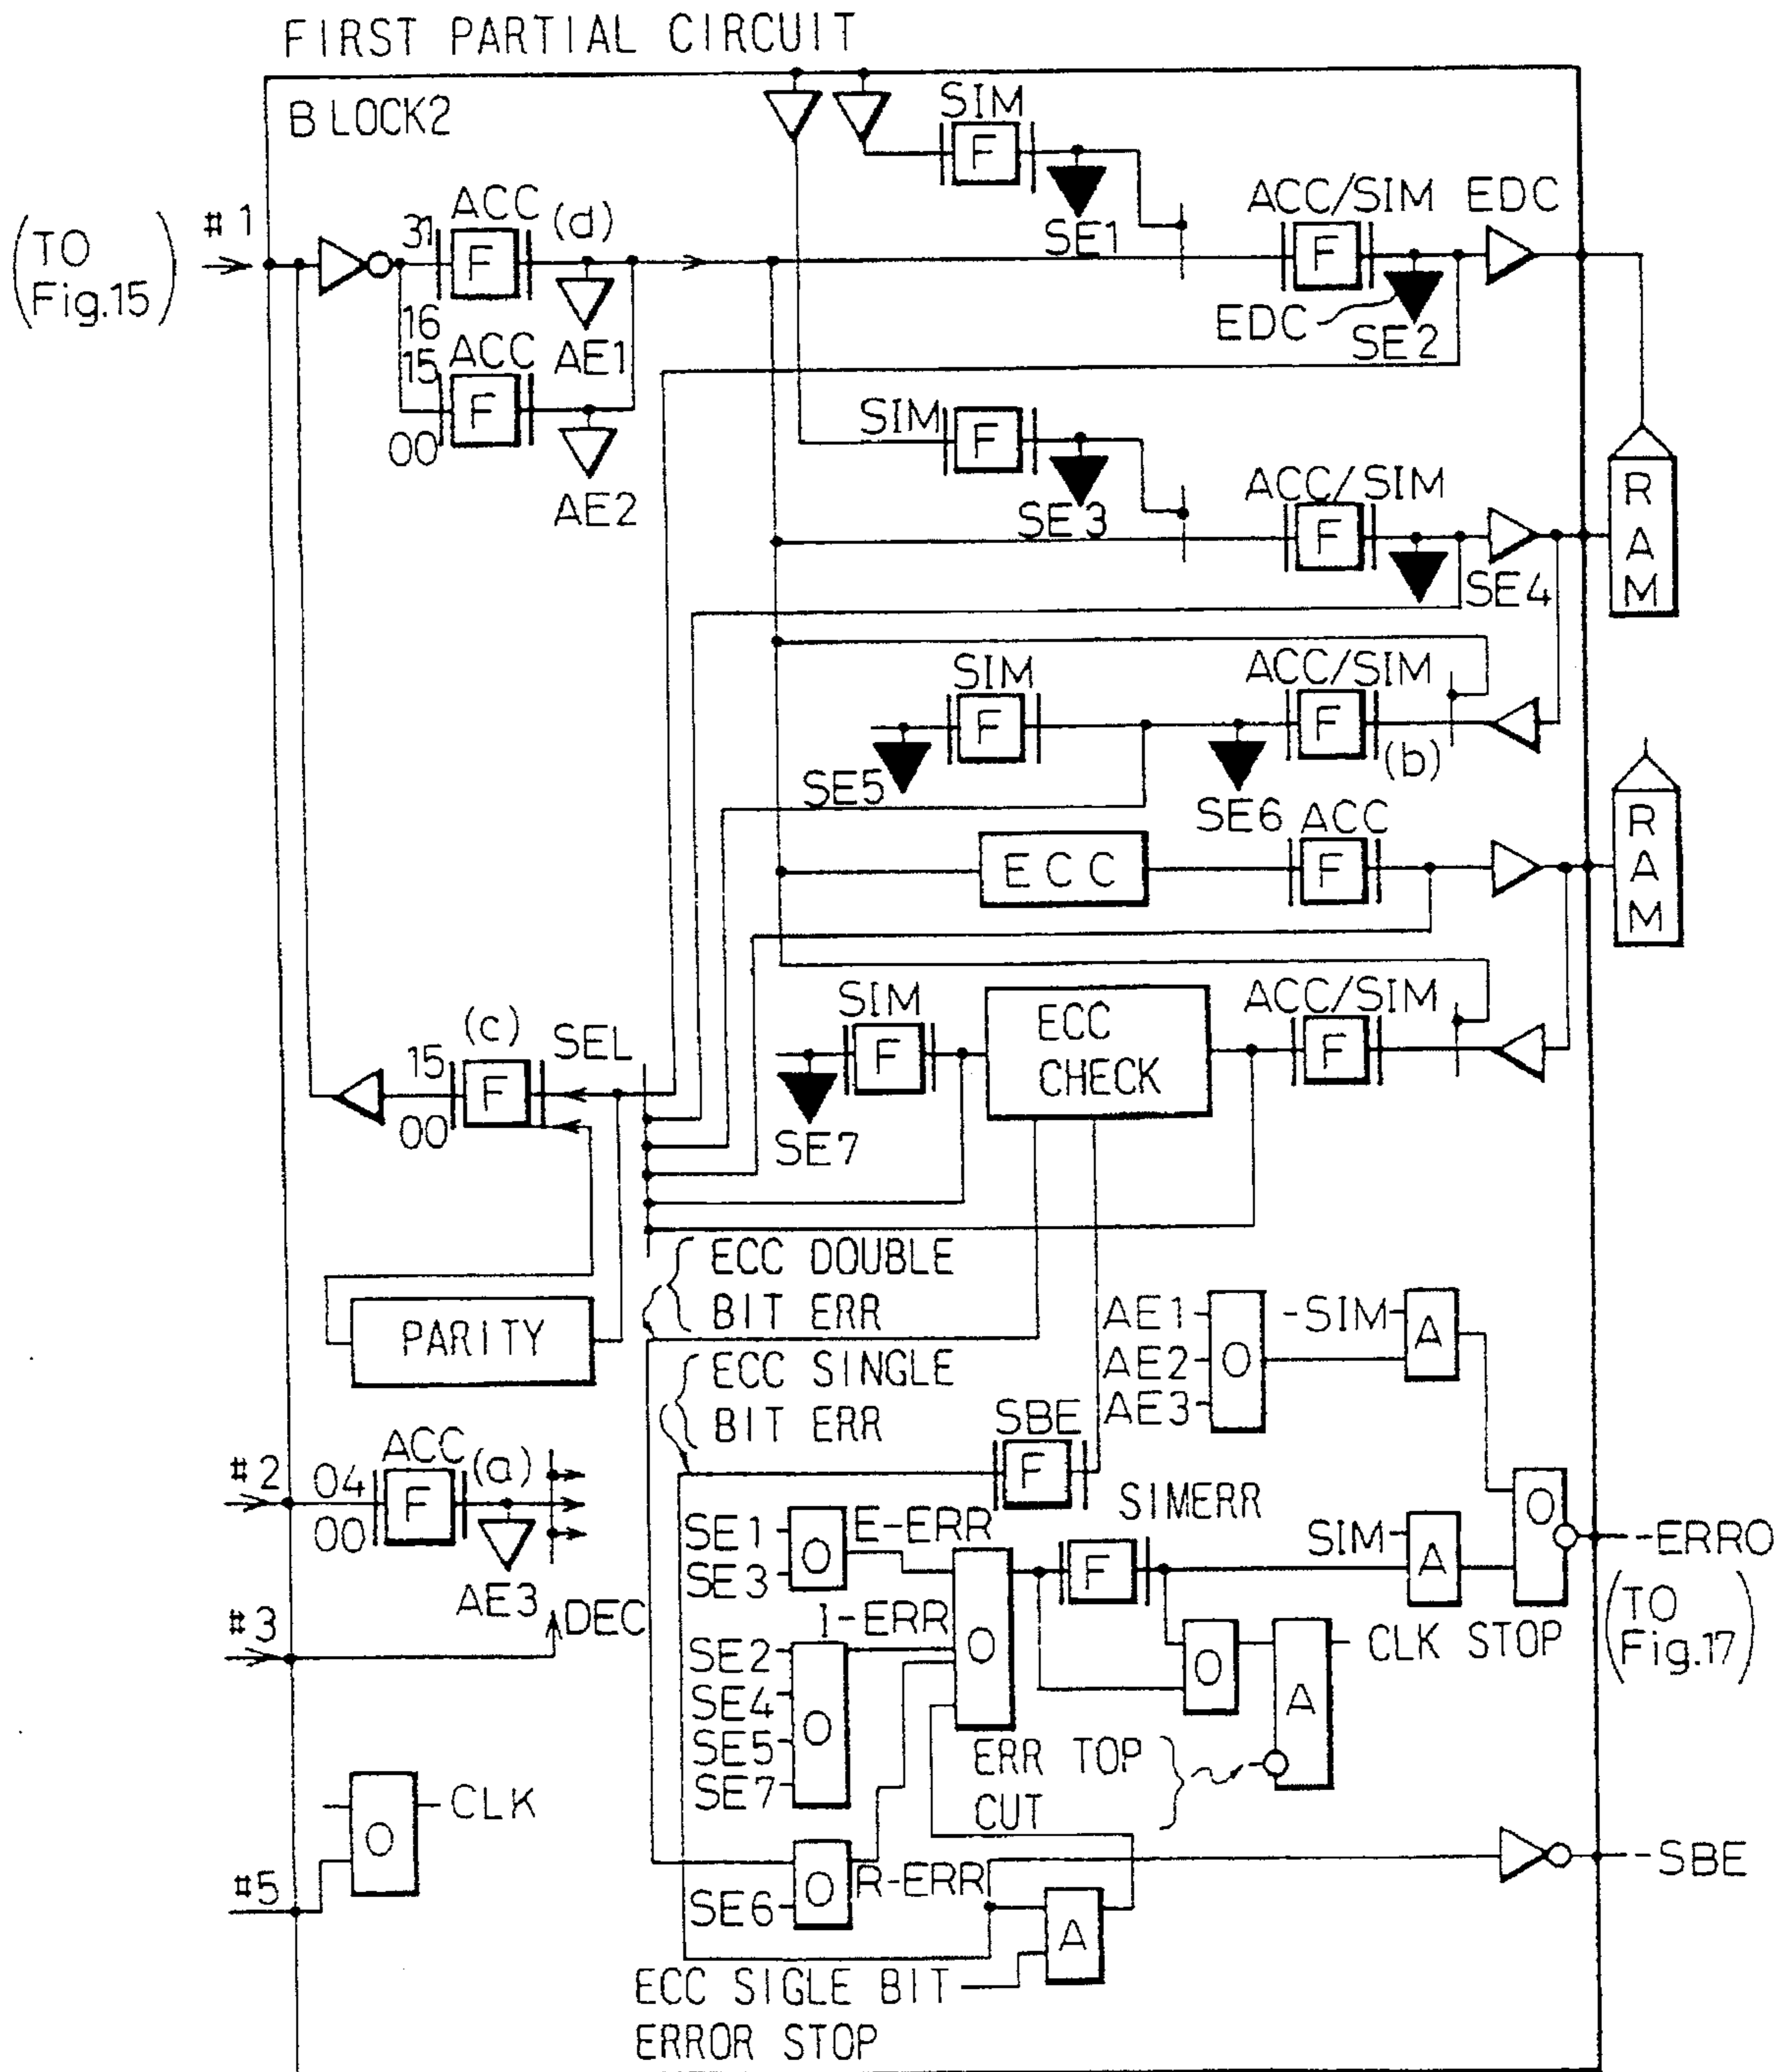 FIRST PARTIAL CIRCUIT
BLOCK2
SIM
F
SE1
ACC/SIM
F
EDC
EDC
SE2
#1
(TO
Fig.15)
31
ACC
(d)
F
16
AE1
15
ACC
F
00
AE2
SIM
F
SE3
ACC/SIM
F
SE4
RAM
SIM
F
SE5
ACC/SIM
F
(b)
SE6
ECC
ACC
F
RAM
SIM
F
SE7
ECC
CHECK
ACC/SIM
F
(c)
SEL
15
F
00
PARITY
ECC DOUBLE
BIT ERR
ECC SINGLE
BIT ERR
SBE
F
AE1
AE2
AE3
O
-SIM
A
#2
04
ACC
(a)
F
00
AE3
#3
DEC
SE1
SE3
O
E-ERR
SIMERR
F
SIM
A
O
-ERRO
(TO
Fig.17)
I-ERR
SE2
SE4
SE5
SE7
O
O
O
A
CLK STOP
ERR TOP
CUT
CLK
O
#5
SE6
O
R-ERR
A
-SBE
ECC SIGLE BIT
ERROR STOP